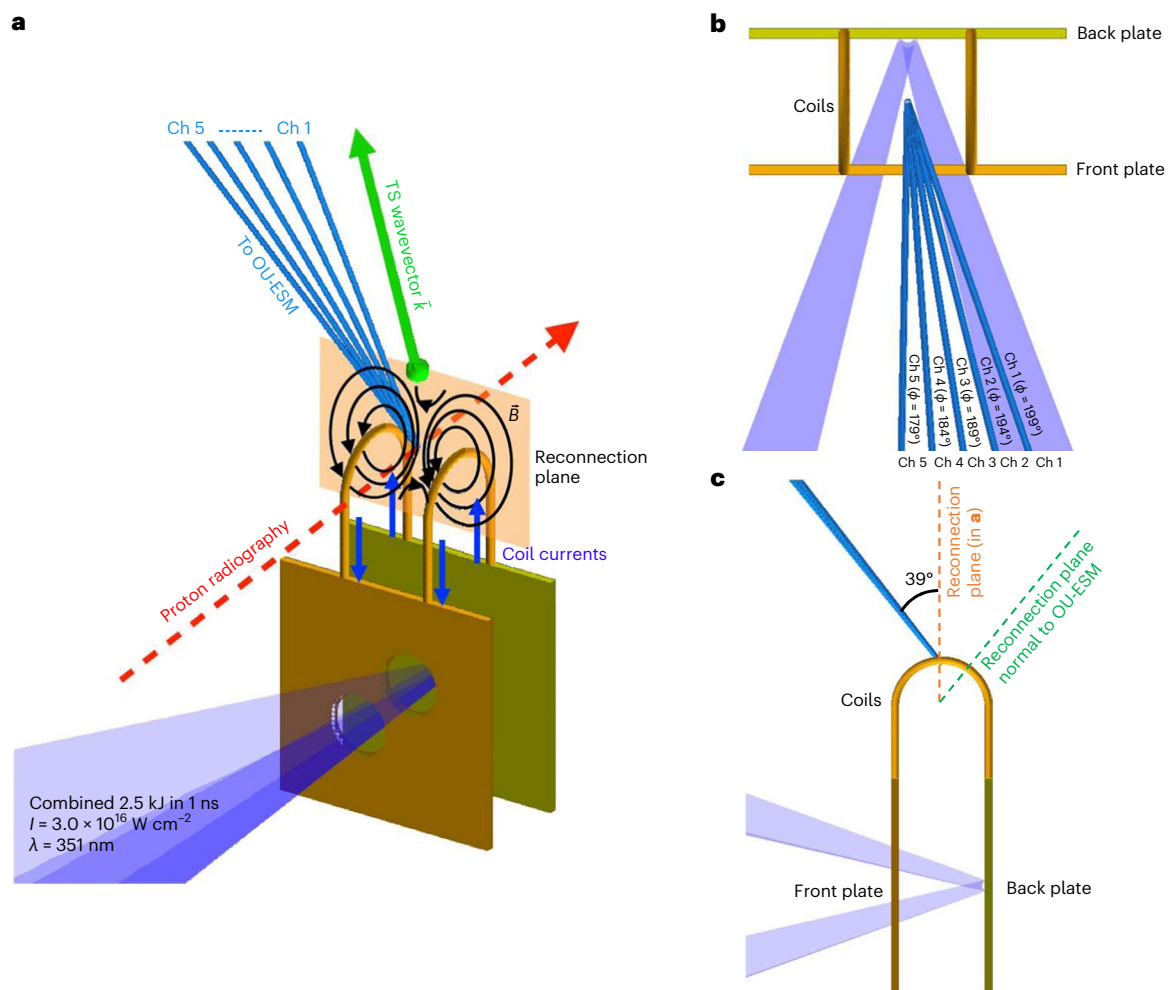 a
Ch 5 ------ Ch 1
TS wavevector k⃗
To OU-ESM
B⃗
Reconnection
plane
Coil currents
Proton radiography
Combined 2.5 kJ in 1 ns
I = 3.0 × 10¹⁶ W cm⁻²
λ = 351 nm
b
Back plate
Coils
Front plate
Ch 5 (ϕ = 179°)
Ch 4 (ϕ = 184°)
Ch 3 (ϕ = 189°)
Ch 2 (ϕ = 194°)
Ch 1 (ϕ = 199°)
Ch 5 Ch 4 Ch 3 Ch 2 Ch 1
c
39°
Reconnection
plane (in a)
Reconnection plane
normal to OU-ESM
Coils
Front plate
Back plate